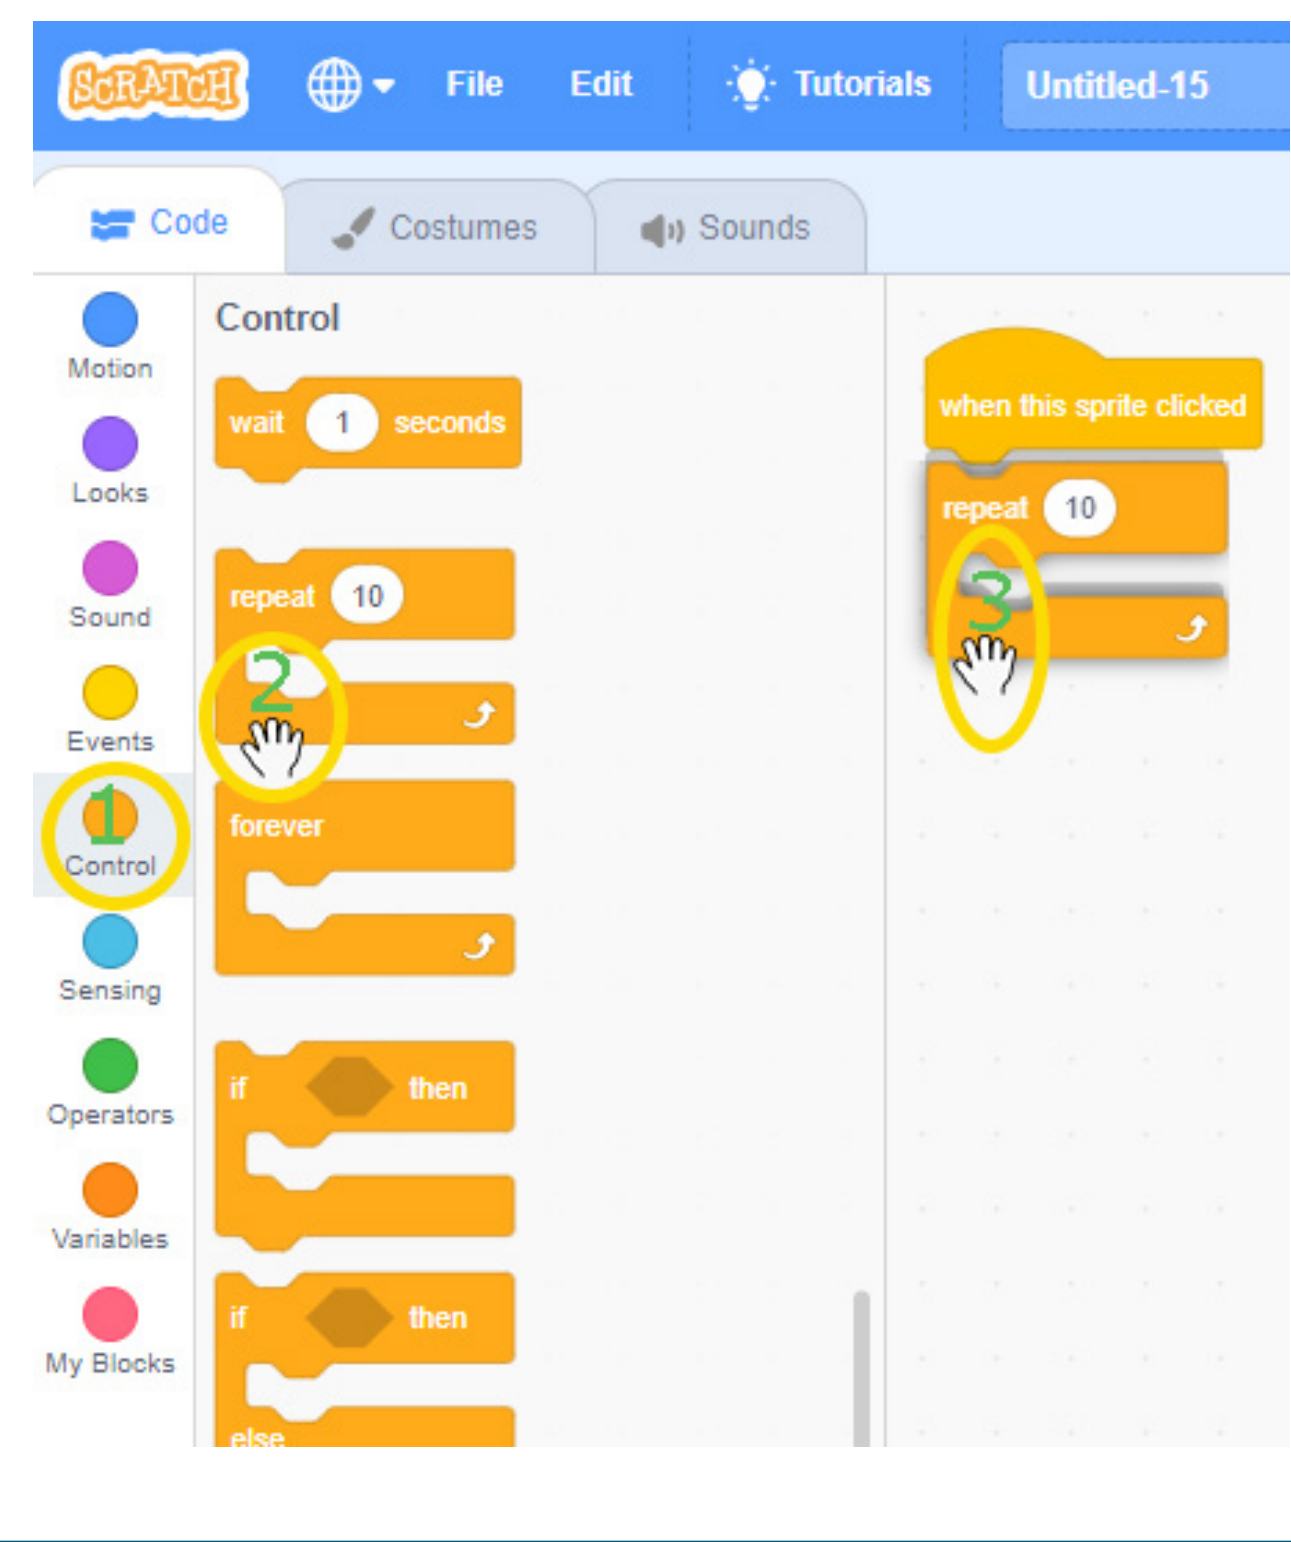 SCRATCH File Edit Tutorials Untitled-15
Code Costumes Sounds
Motion
Looks
Sound
Events
1
Control
Sensing
Operators
Variables
My Blocks
Control
wait 1 seconds
repeat 10
2
forever
if then
if then
else
when this sprite clicked
repeat 10
3